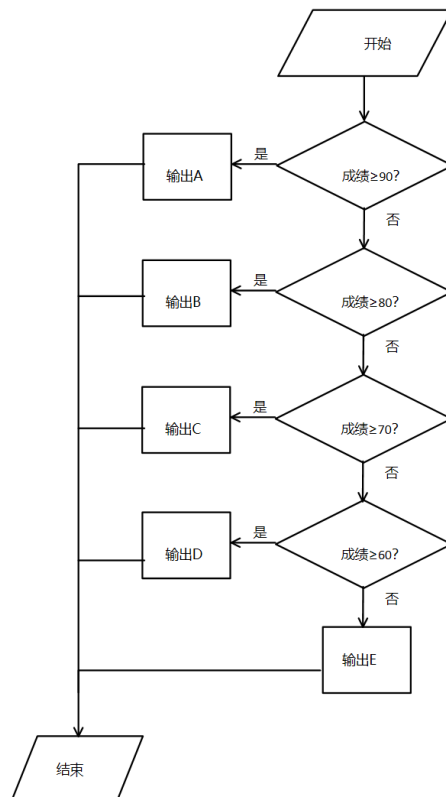 开始
成绩≥90?
是
输出A
否
成绩≥80?
是
输出B
否
成绩≥70?
是
输出C
否
成绩≥60?
是
输出D
否
输出E
结束